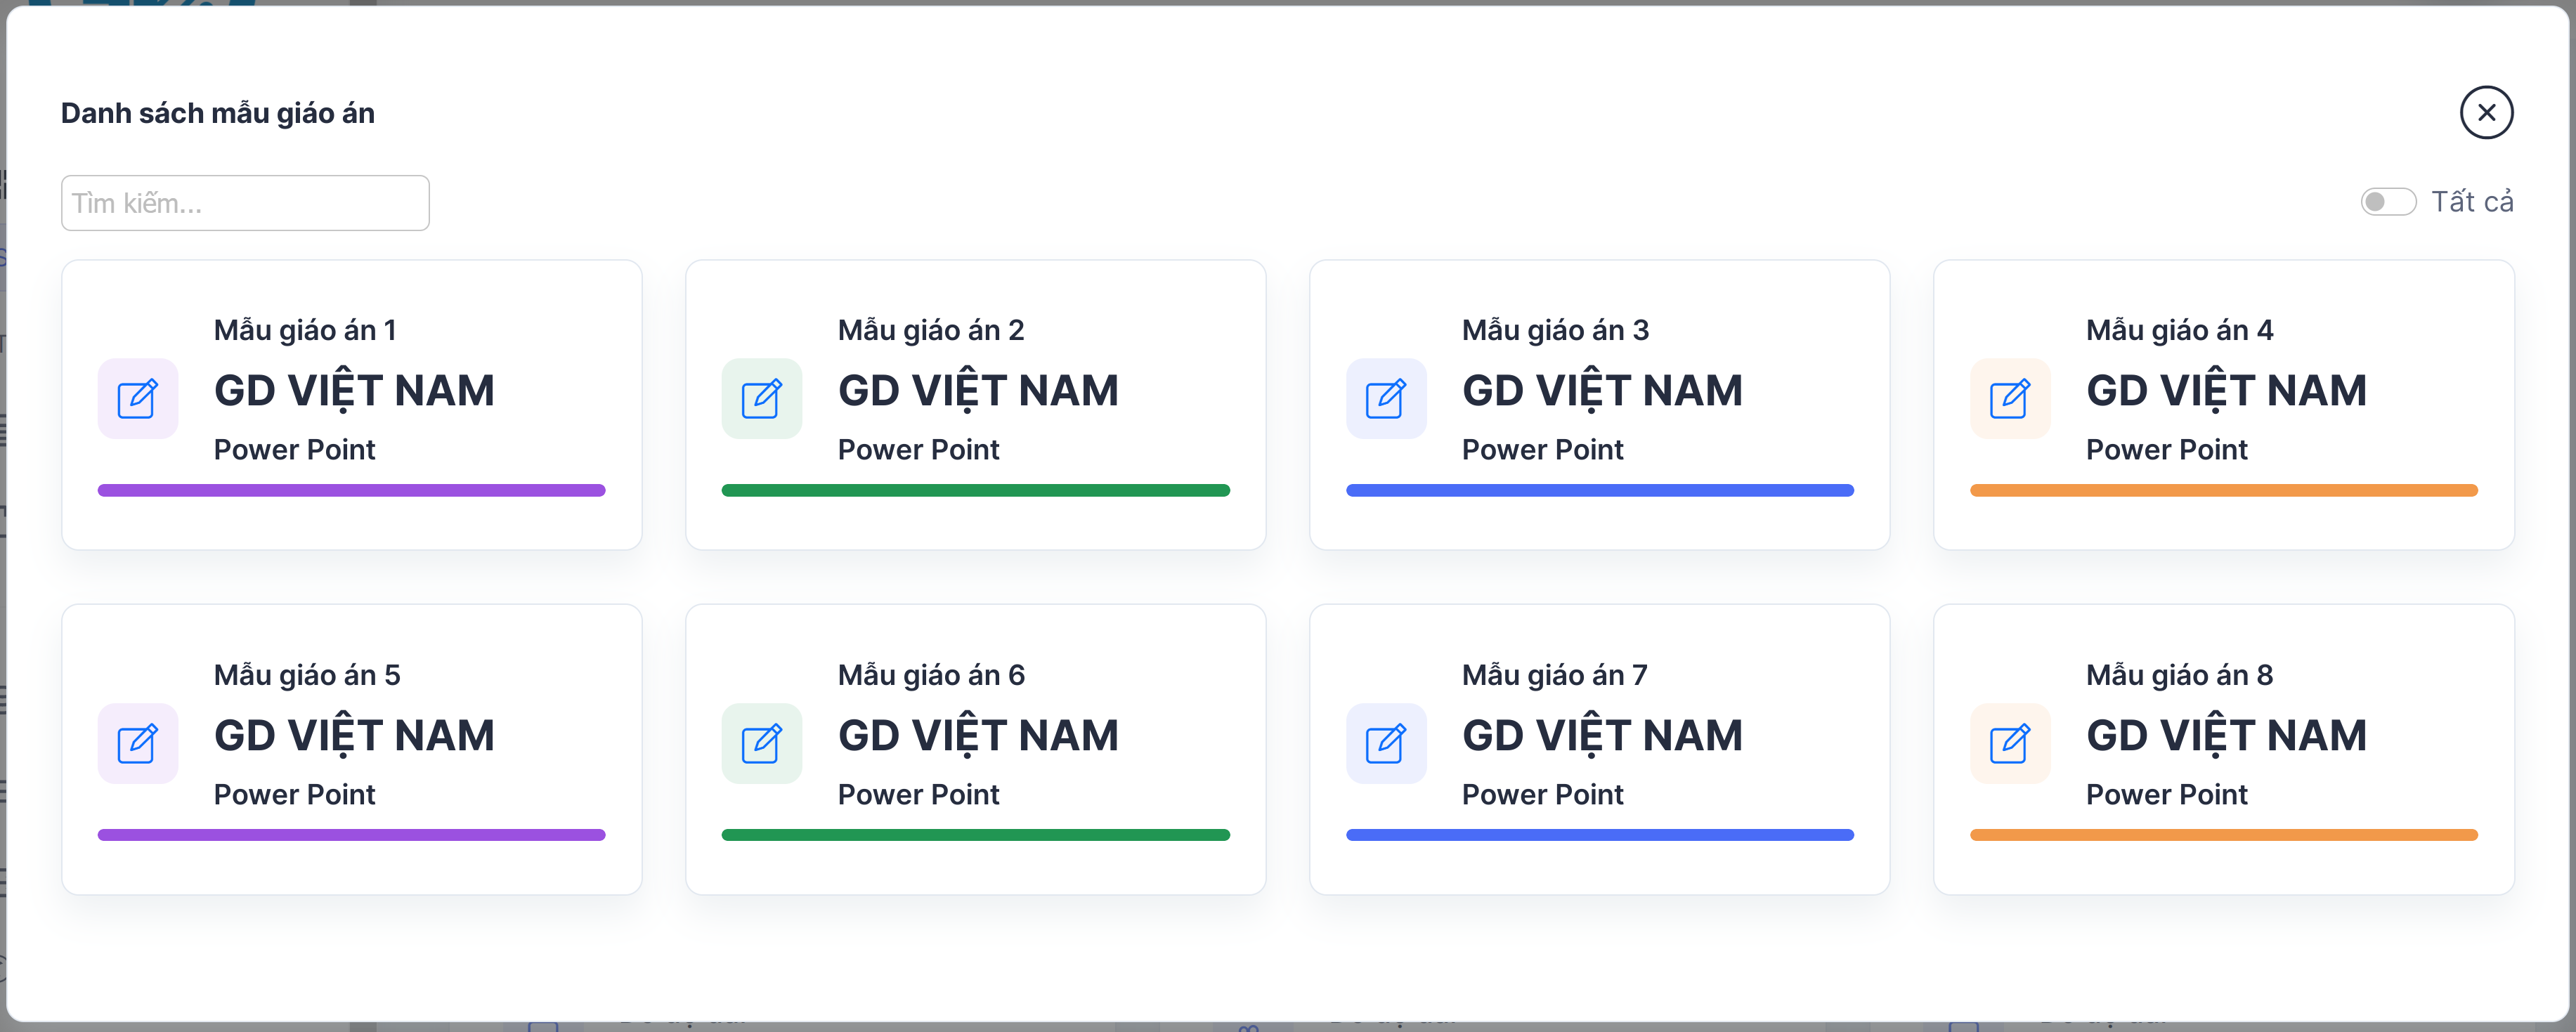 Danh sách mẫu giáo án
Tìm kiếm...
Tất cả
Mẫu giáo án 1
GD VIỆT NAM
Power Point
Mẫu giáo án 2
GD VIỆT NAM
Power Point
Mẫu giáo án 3
GD VIỆT NAM
Power Point
Mẫu giáo án 4
GD VIỆT NAM
Power Point
Mẫu giáo án 5
GD VIỆT NAM
Power Point
Mẫu giáo án 6
GD VIỆT NAM
Power Point
Mẫu giáo án 7
GD VIỆT NAM
Power Point
Mẫu giáo án 8
GD VIỆT NAM
Power Point